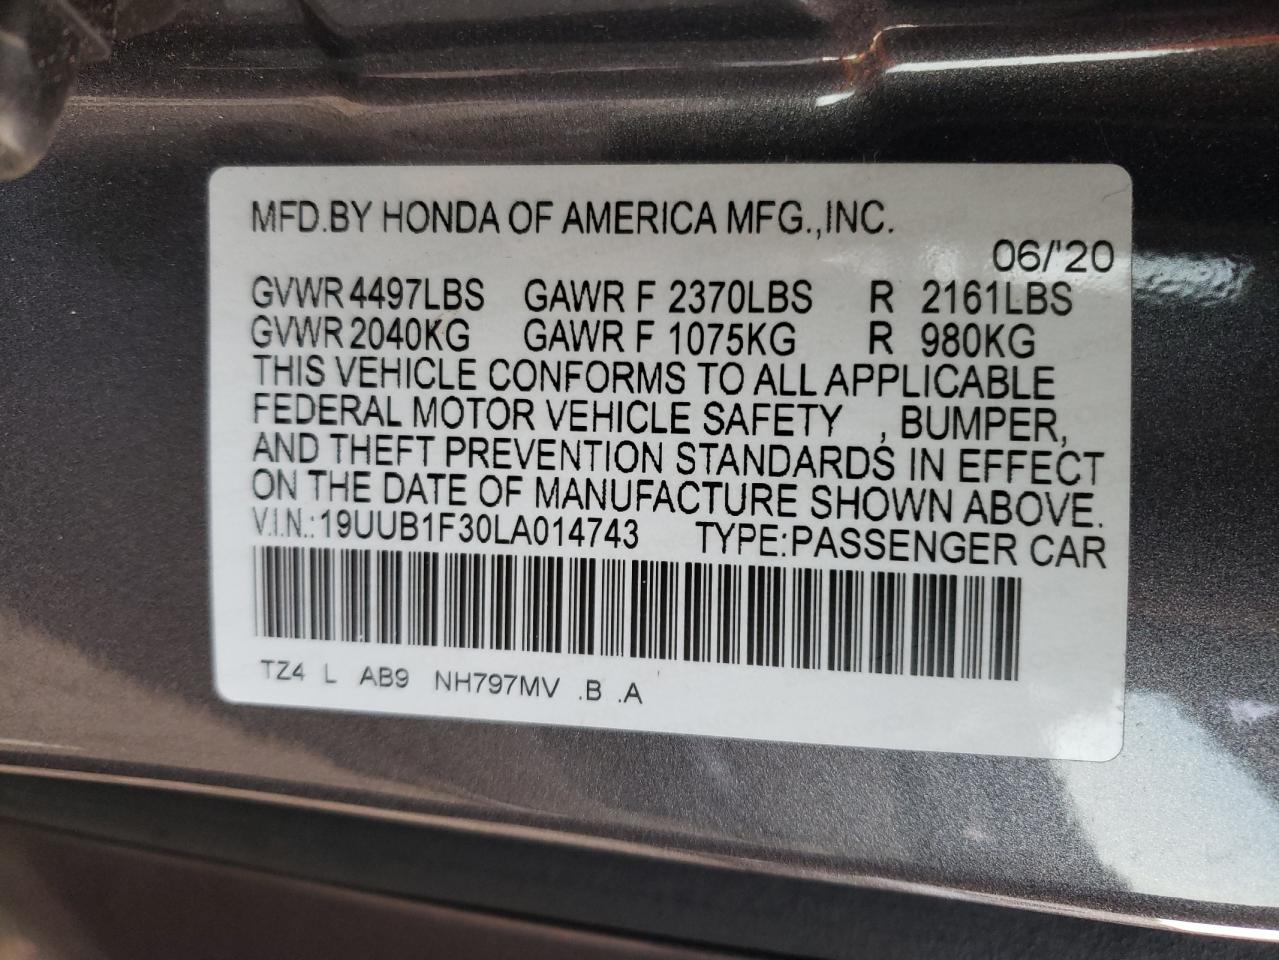 MFD.BY HONDA OF AMERICA MFG.,INC.
06/'20
GVWR 4497LBS GAWR F 2370LBS R 2161LBS
GVWR 2040KG GAWR F 1075KG R 980KG
THIS VEHICLE CONFORMS TO ALL APPLICABLE
FEDERAL MOTOR VEHICLE SAFETY , BUMPER,
AND THEFT PREVENTION STANDARDS IN EFFECT
ON THE DATE OF MANUFACTURE SHOWN ABOVE.
V.I.N.:19UUB1F30LA014743 TYPE:PASSENGER CAR
TZ4 L AB9 NH797MV .B .A